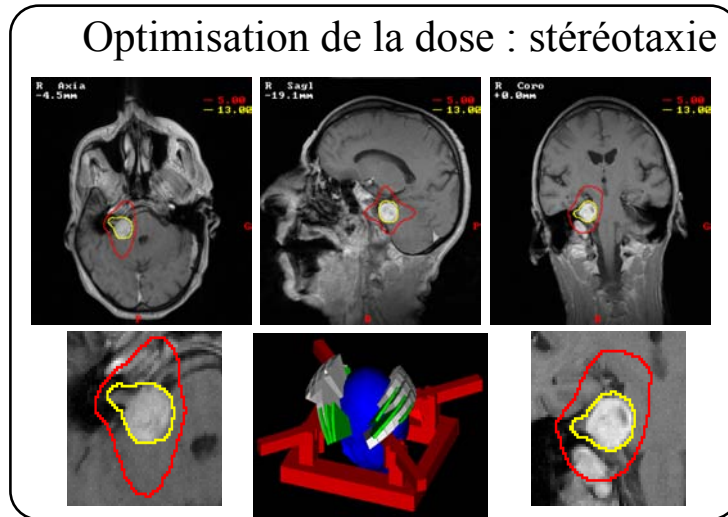 Optimisation de la dose : stéréotaxie
R Axia
-4.5mm
5.00
13.00
G
P
R Sagl
-19.1mm
5.00
13.00
P
R Coro
+0.0mm
5.00
13.00
G